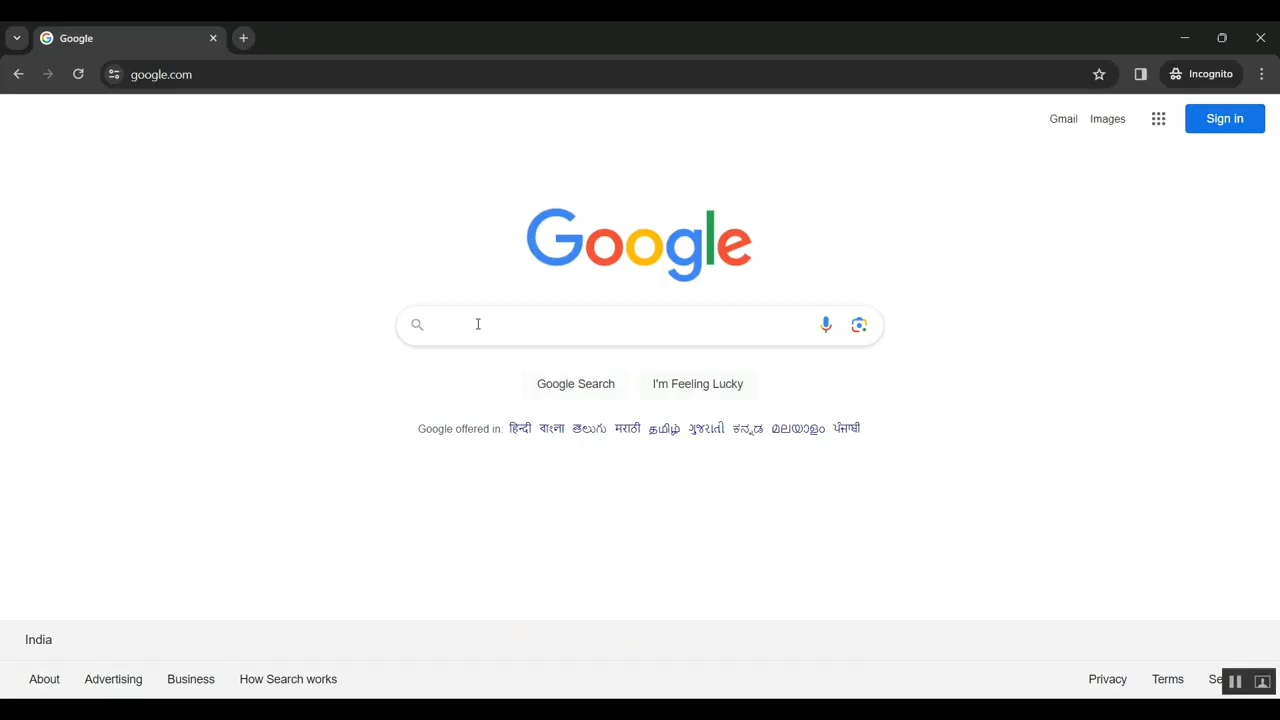 Google
google.com
Incognito
Gmail Images Sign in
Google
Google Search I'm Feeling Lucky
Google offered in: हिन्दी বাংলা తెలుగు मराठी தமிழ் ગુજરાતી ಕನ್ನಡ മലയാളം ਪੰਜਾਬੀ
India
About Advertising Business How Search works Privacy Terms Se